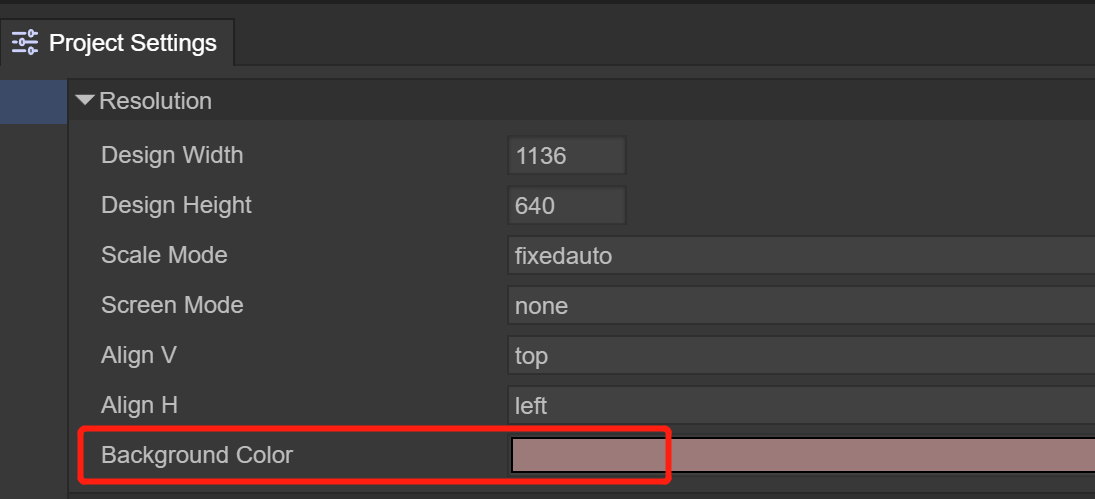 Project Settings
Resolution
Design Width 1136
Design Height 640
Scale Mode fixedauto
Screen Mode none
Align V top
Align H left
Background Color